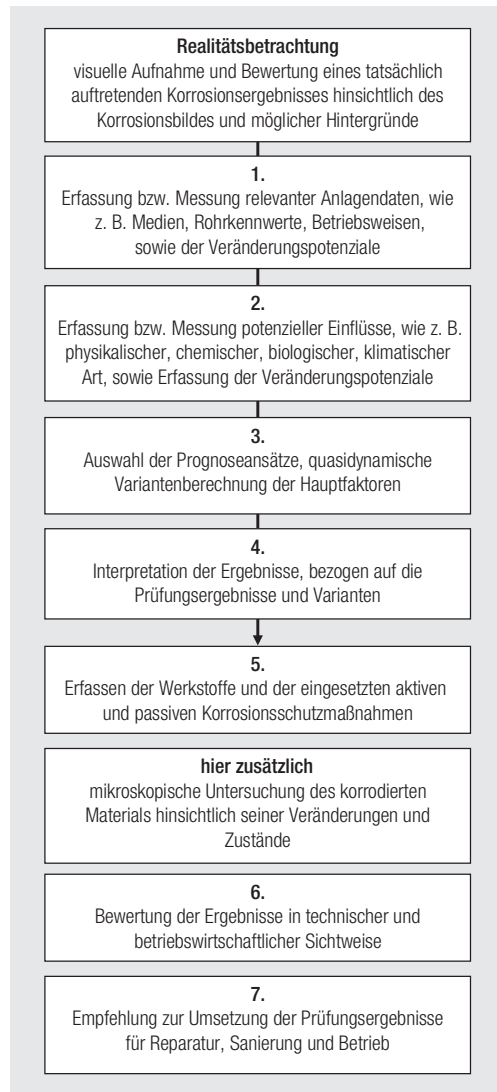 Realitätsbetrachtung
visuelle Aufnahme und Bewertung eines tatsächlich
auftretenden Korrosionsergebnisses hinsichtlich des
Korrosionsbildes und möglicher Hintergründe
1.
Erfassung bzw. Messung relevanter Anlagendaten, wie
z. B. Medien, Rohrkennwerte, Betriebsweisen,
sowie der Veränderungspotenziale
2.
Erfassung bzw. Messung potenzieller Einflüsse, wie z. B.
physikalischer, chemischer, biologischer, klimatischer
Art, sowie Erfassung der Veränderungspotenziale
3.
Auswahl der Prognoseansätze, quasidynamische
Variantenberechnung der Hauptfaktoren
4.
Interpretation der Ergebnisse, bezogen auf die
Prüfungsergebnisse und Varianten
5.
Erfassen der Werkstoffe und der eingesetzten aktiven
und passiven Korrosionsschutzmaßnahmen
hier zusätzlich
mikroskopische Untersuchung des korrodierten
Materials hinsichtlich seiner Veränderungen und
Zustände
6.
Bewertung der Ergebnisse in technischer und
betriebswirtschaftlicher Sichtweise
7.
Empfehlung zur Umsetzung der Prüfungsergebnisse
für Reparatur, Sanierung und Betrieb